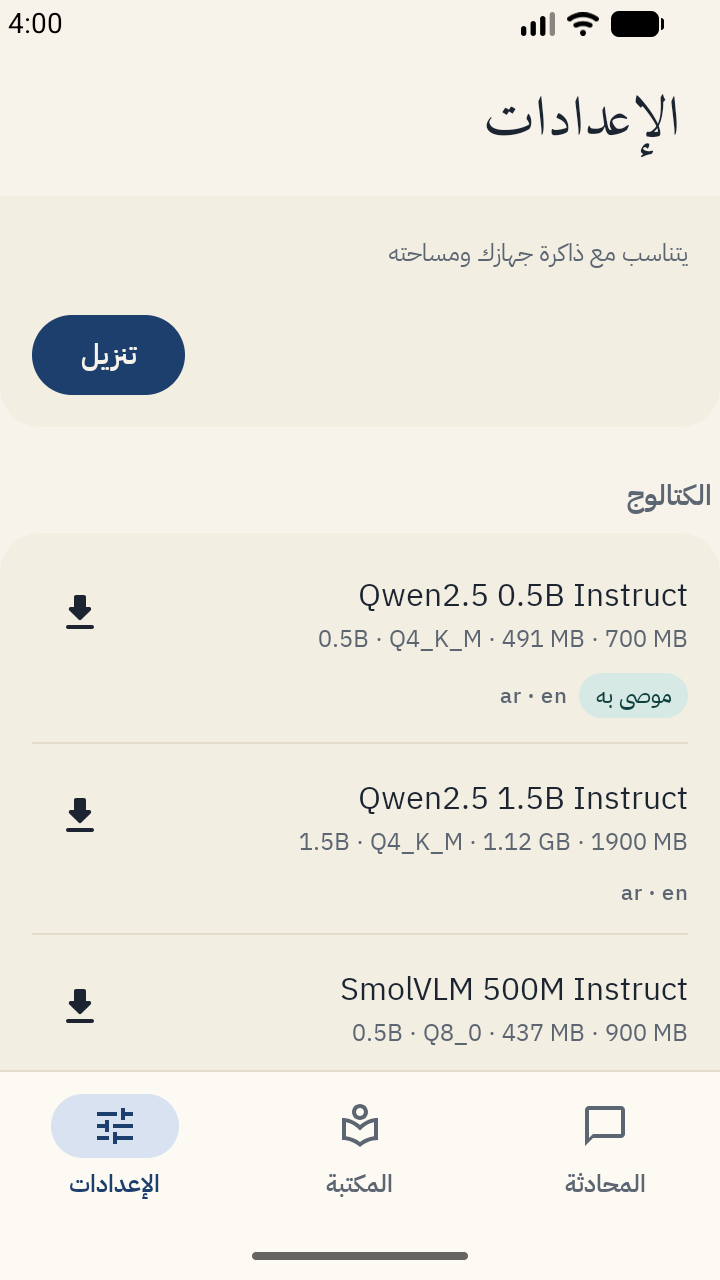 4:00
الإعدادات
يتناسب مع ذاكرة جهازك ومساحته
تنزيل
الكتالوج
Qwen2.5 0.5B Instruct
0.5B · Q4_K_M · 491 MB · 700 MB
موصى به ar · en
Qwen2.5 1.5B Instruct
1.5B · Q4_K_M · 1.12 GB · 1900 MB
ar · en
SmolVLM 500M Instruct
0.5B · Q8_0 · 437 MB · 900 MB
المحادثة
المكتبة
الإعدادات